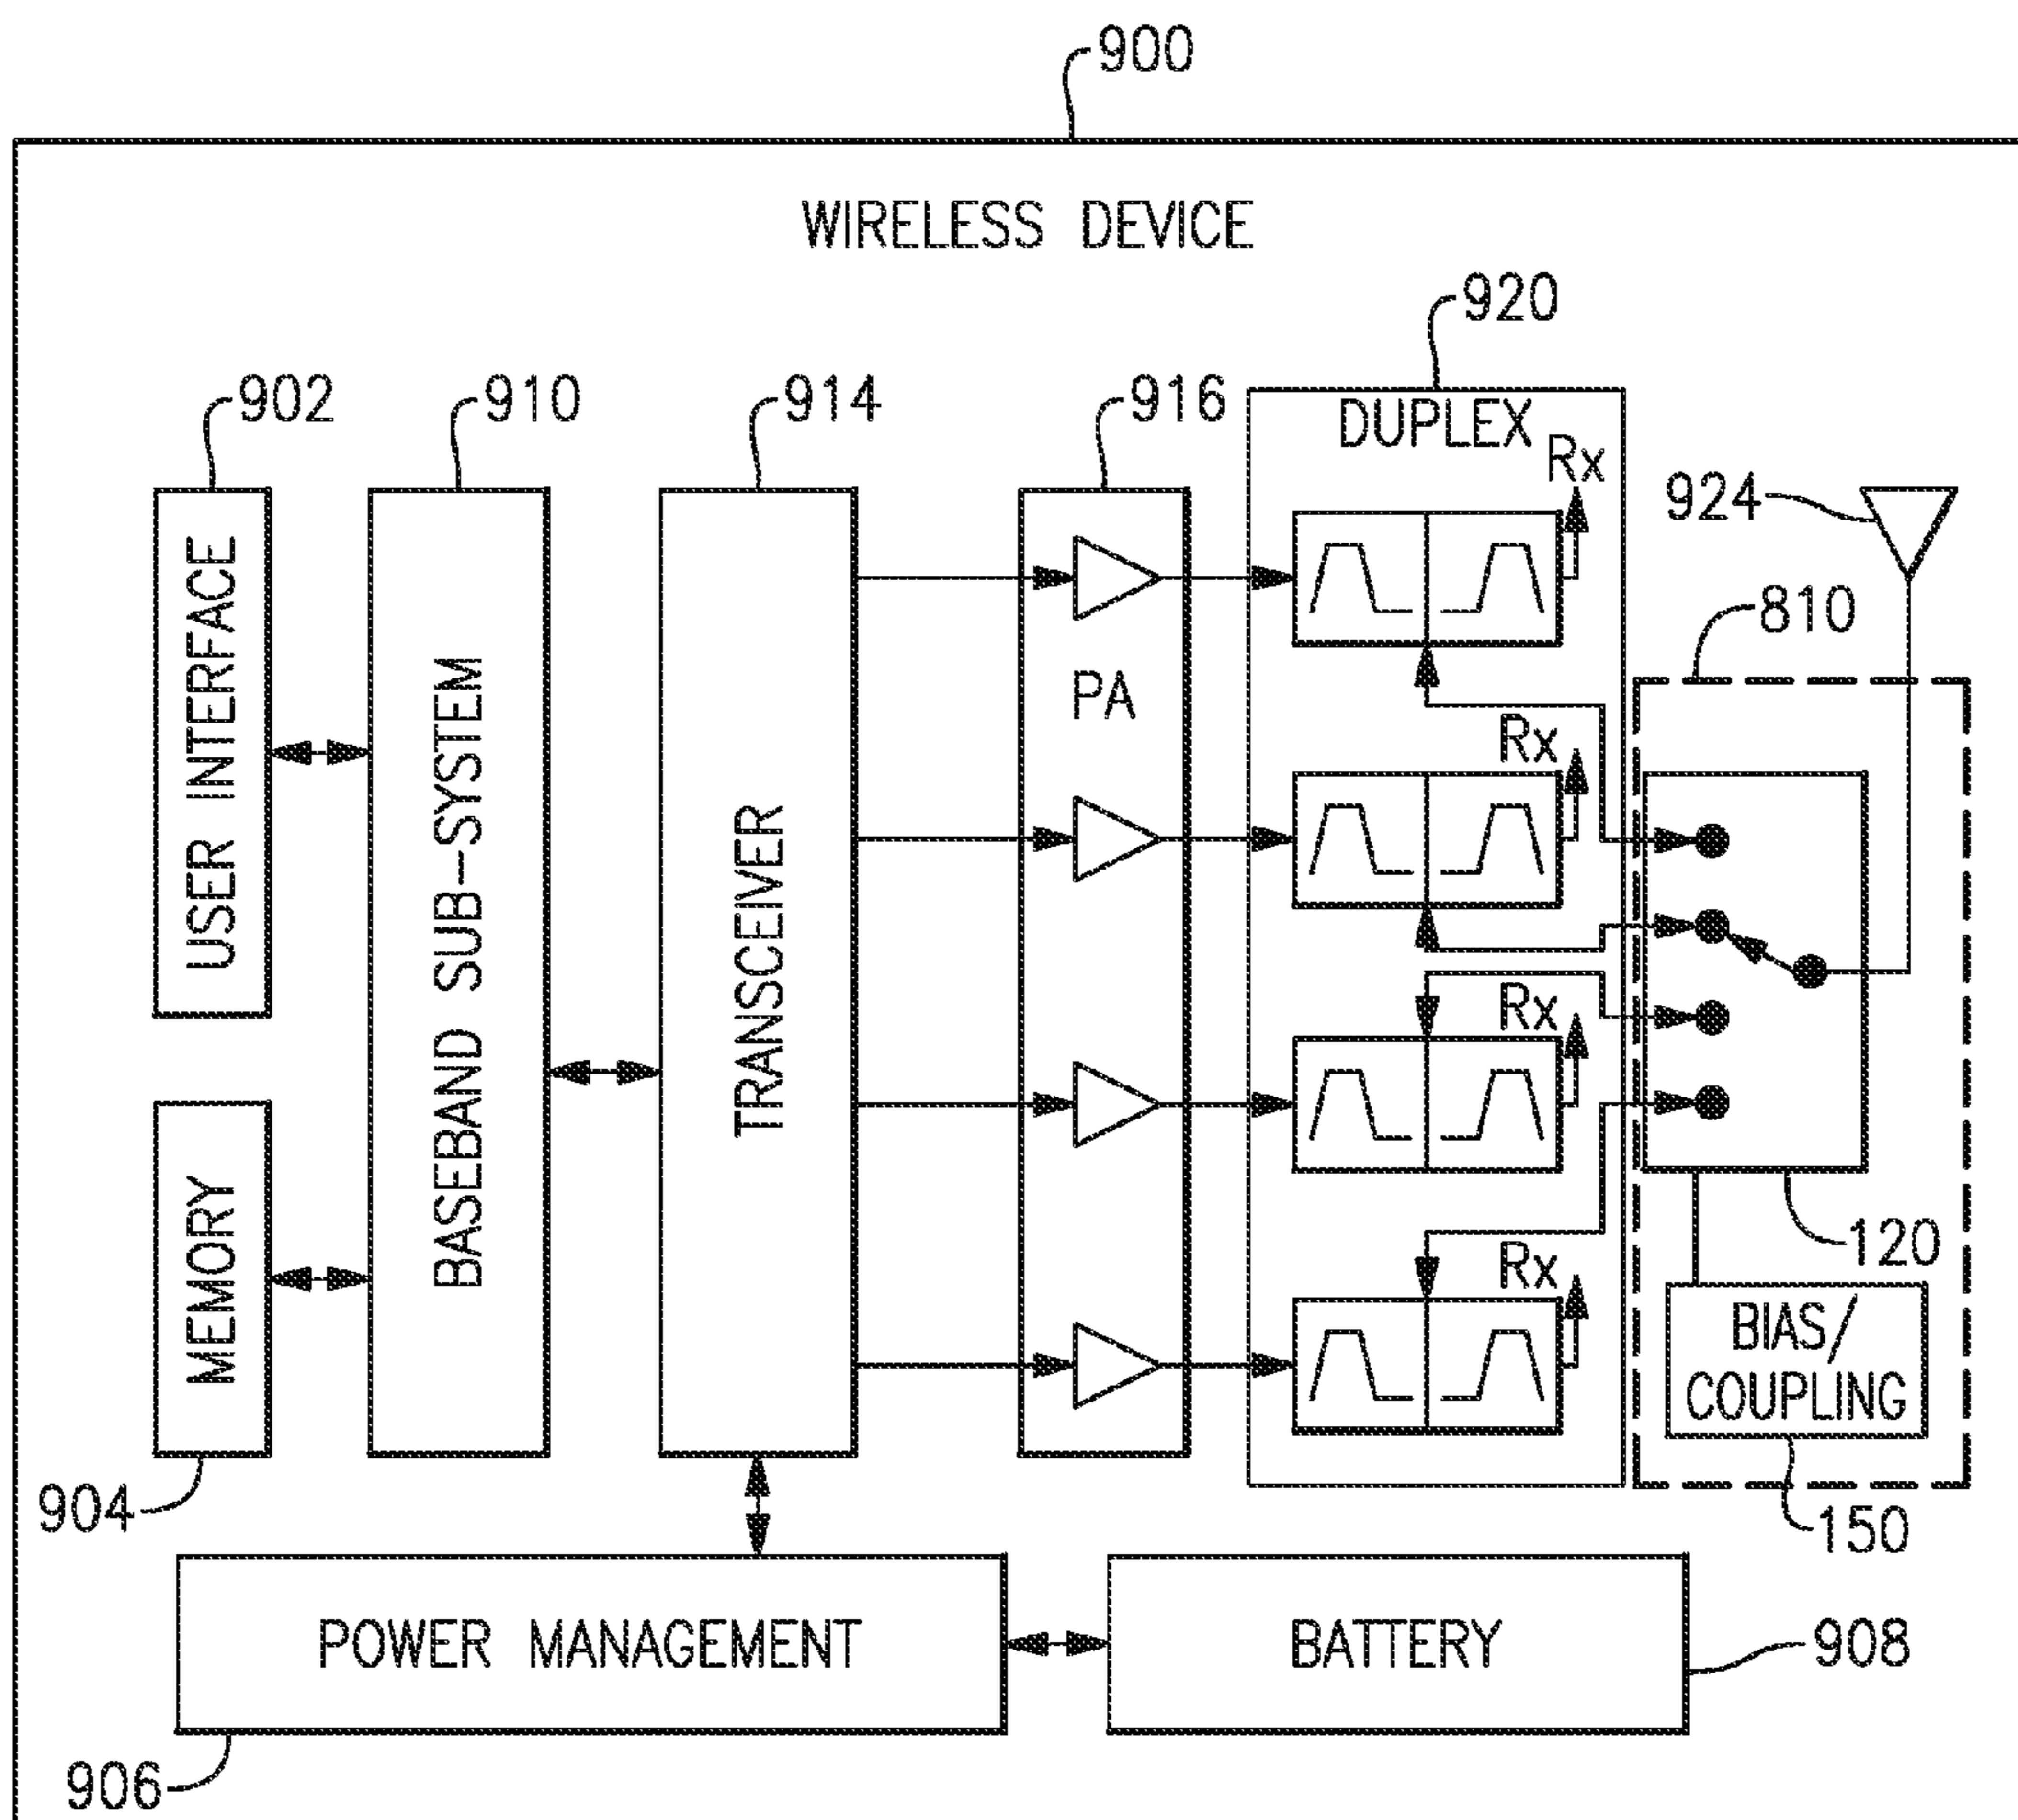 900
WIRELESS DEVICE
920
902
910
914
916
DUPLEX
Rx
924
810
USER INTERFACE
BASEBAND SUB-SYSTEM
TRANSCEIVER
PA
Rx
Rx
MEMORY
120
Rx
BIAS/
COUPLING
904
150
POWER MANAGEMENT
BATTERY
908
906